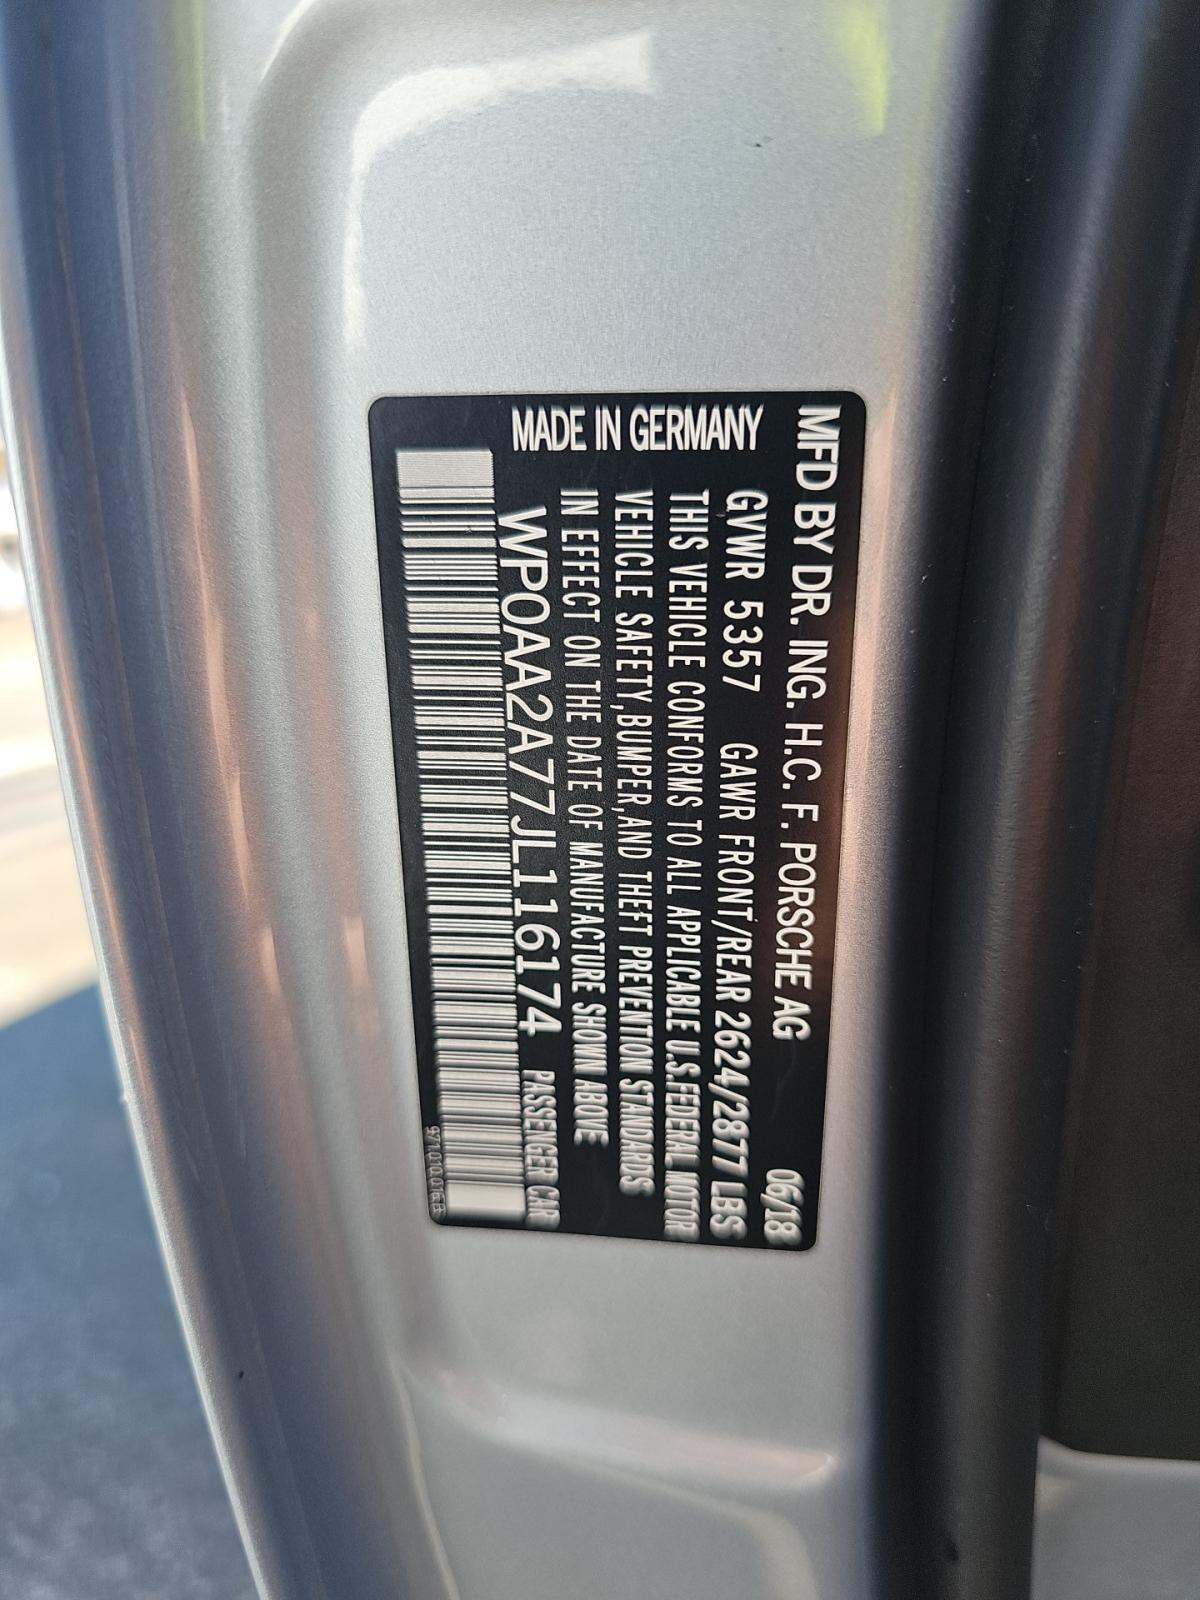 MFD BY DR. ING. H.C. F. PORSCHE AG 06/18
GVWR 5357 GAWR FRONT/REAR 2624/2877 LBS
THIS VEHICLE CONFORMS TO ALL APPLICABLE U.S.FEDERAL MOTOR
VEHICLE SAFETY,BUMPER,AND THEFT PREVENTION STANDARDS
IN EFFECT ON THE DATE OF MANUFACTURE SHOWN ABOVE
WP0AA2A77JL116174 PASSENGER CAR
MADE IN GERMANY